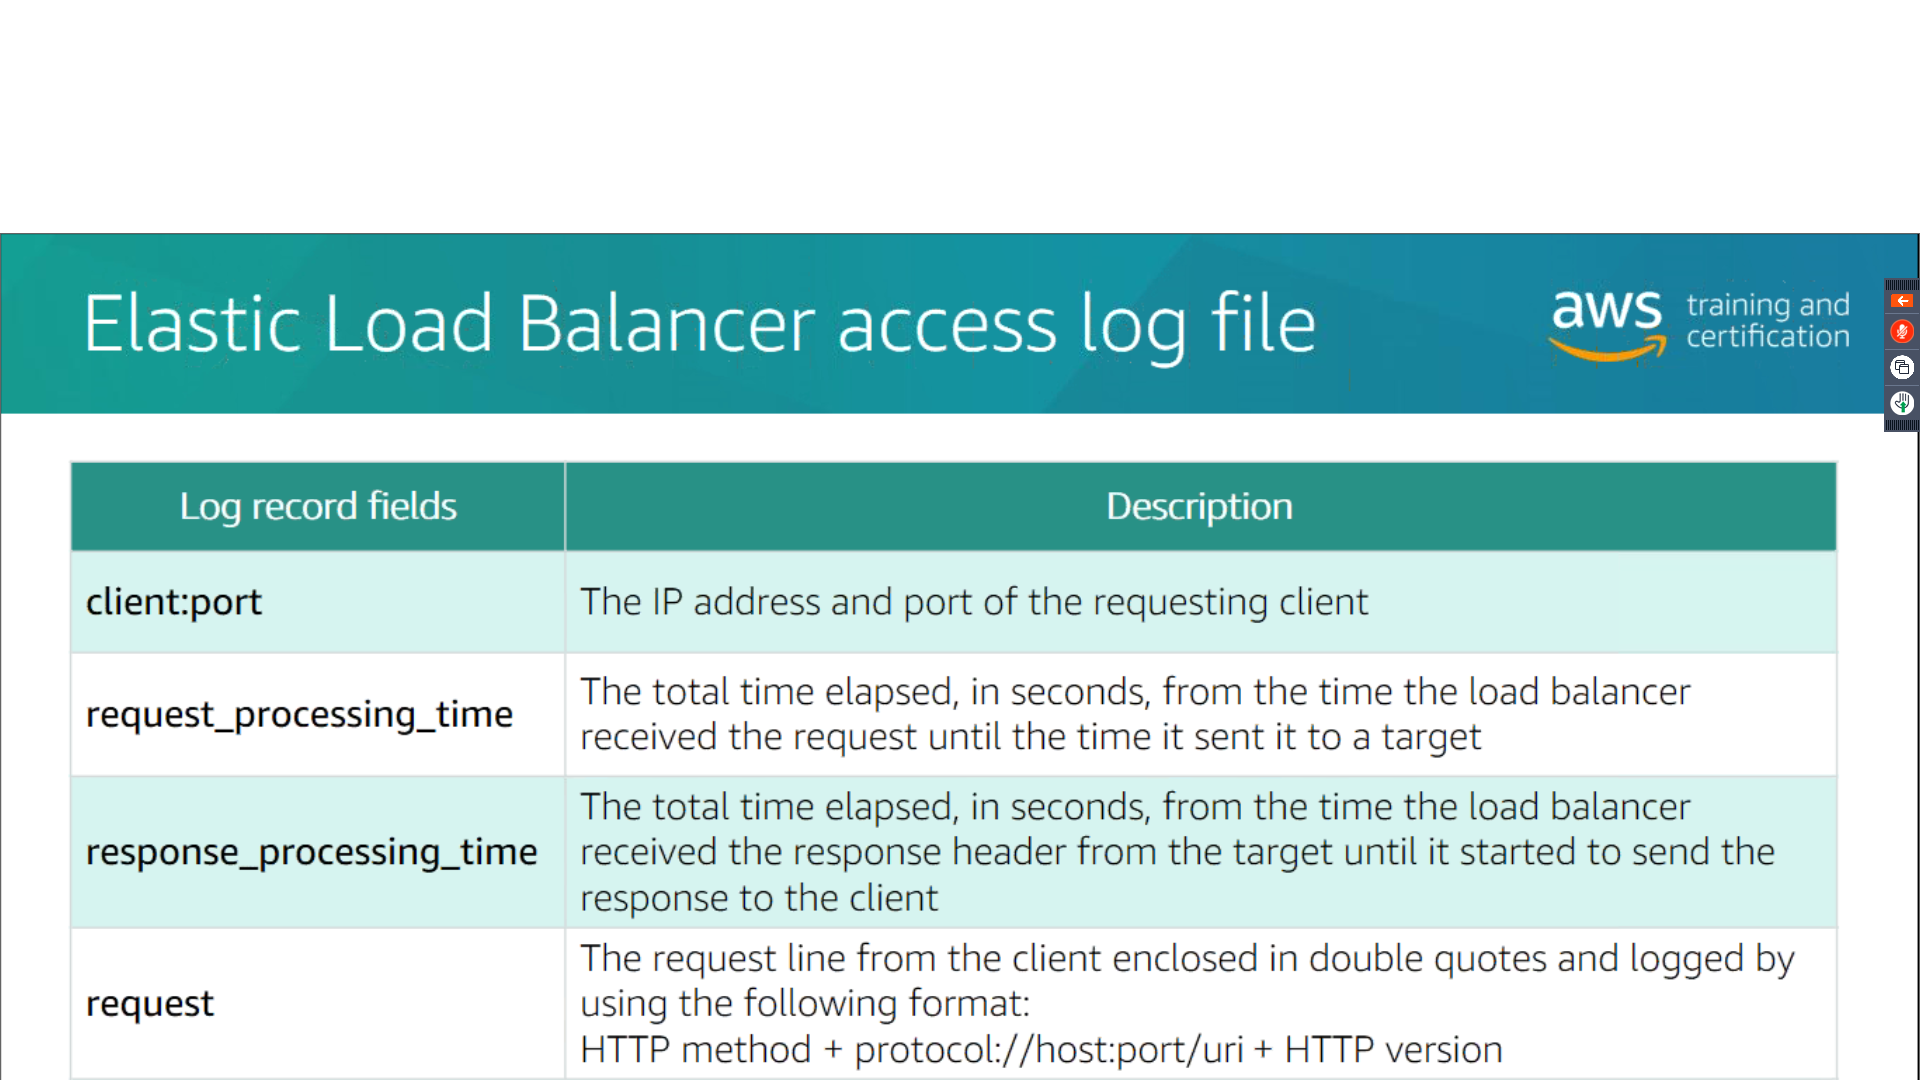 Elastic Load Balancer access log file
aws training and
certification
Log record fields
Description
client:port
The IP address and port of the requesting client
request_processing_time
The total time elapsed, in seconds, from the time the load balancer
received the request until the time it sent it to a target
response_processing_time
The total time elapsed, in seconds, from the time the load balancer
received the response header from the target until it started to send the
response to the client
request
The request line from the client enclosed in double quotes and logged by
using the following format:
HTTP method + protocol://host:port/uri + HTTP version